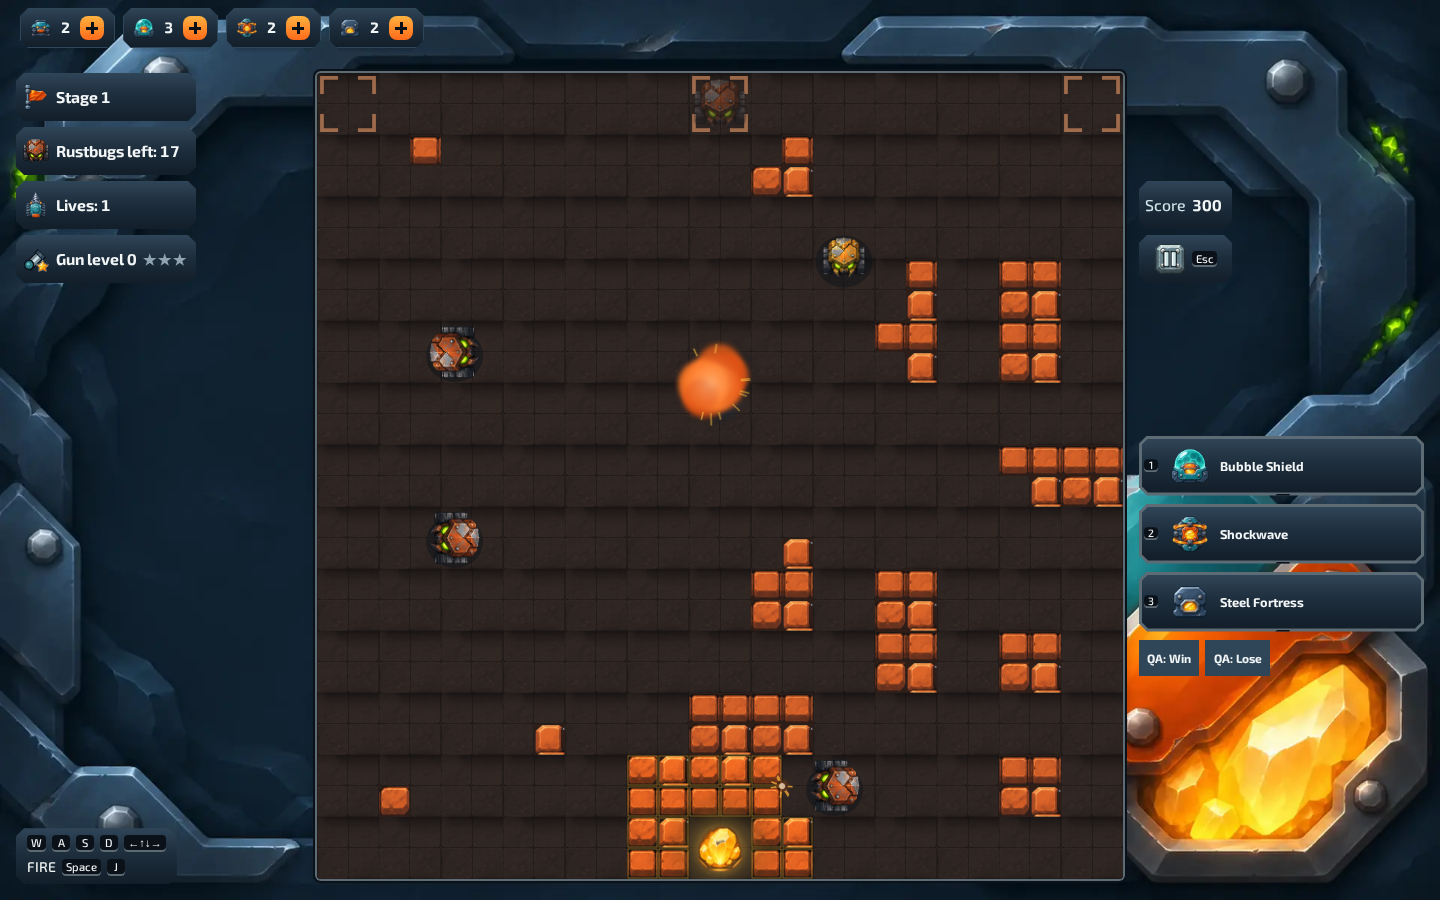 2
3
2
2
Stage 1
Rustbugs left: 17
Lives: 1
Gun level 0
Score 300
Esc
1 Bubble Shield
2 Shockwave
3 Steel Fortress
QA: Win QA: Lose
W A S D ←↑↓→
FIRE Space J